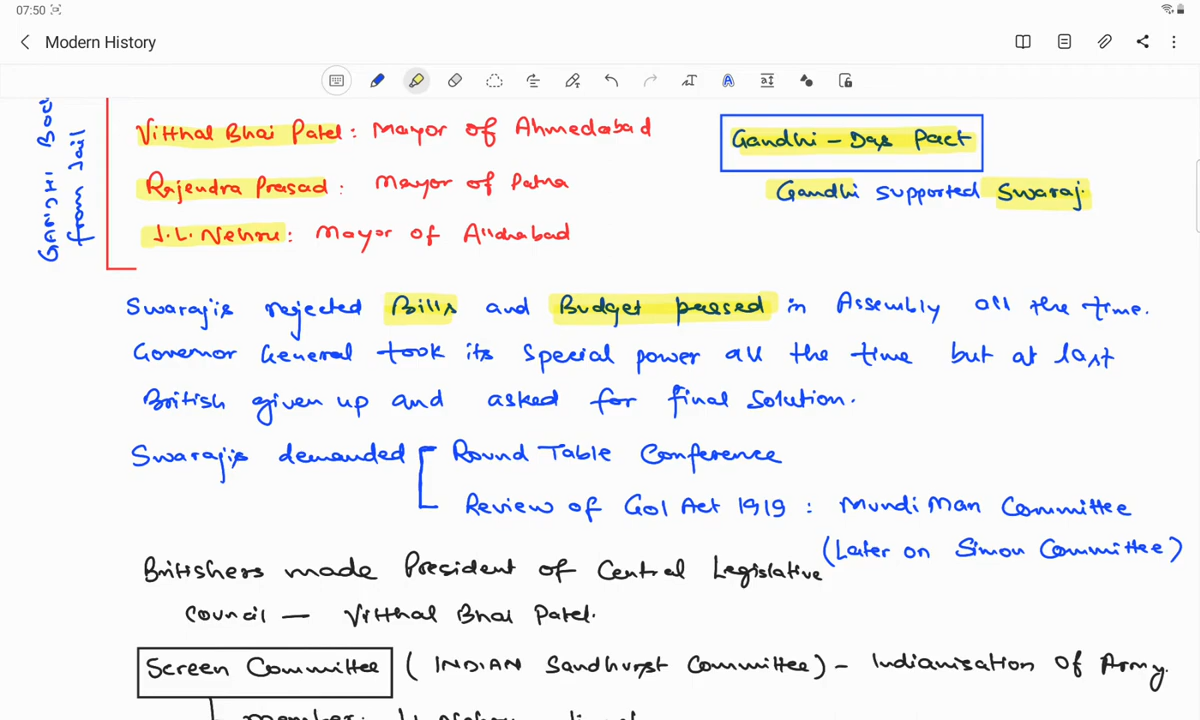 07:50
Modern History
GANDHI Back
from Jail
Vitthal Bhai Patel : Mayor of Ahmedabad
Gandhi - Das Pact
Rajendra Prasad : Mayor of Patna
Gandhi supported Swaraj.
J.L. Nehru : Mayor of Allahabad
Swarajis rejected Bills and Budget passed in Assembly all the time.
Governor General took its special power all the time but at last
British given up and asked for final solution.
Swarajis demanded Round Table Conference
Review of GoI Act 1919 : Mundi Man Committee
(Later on Simon Committee)
Britishers made President of Central Legislative
Council — Vitthal Bhai Patel.
Screen Committee (INDIAN Sandhurst Committee) - Indianisation of Army.